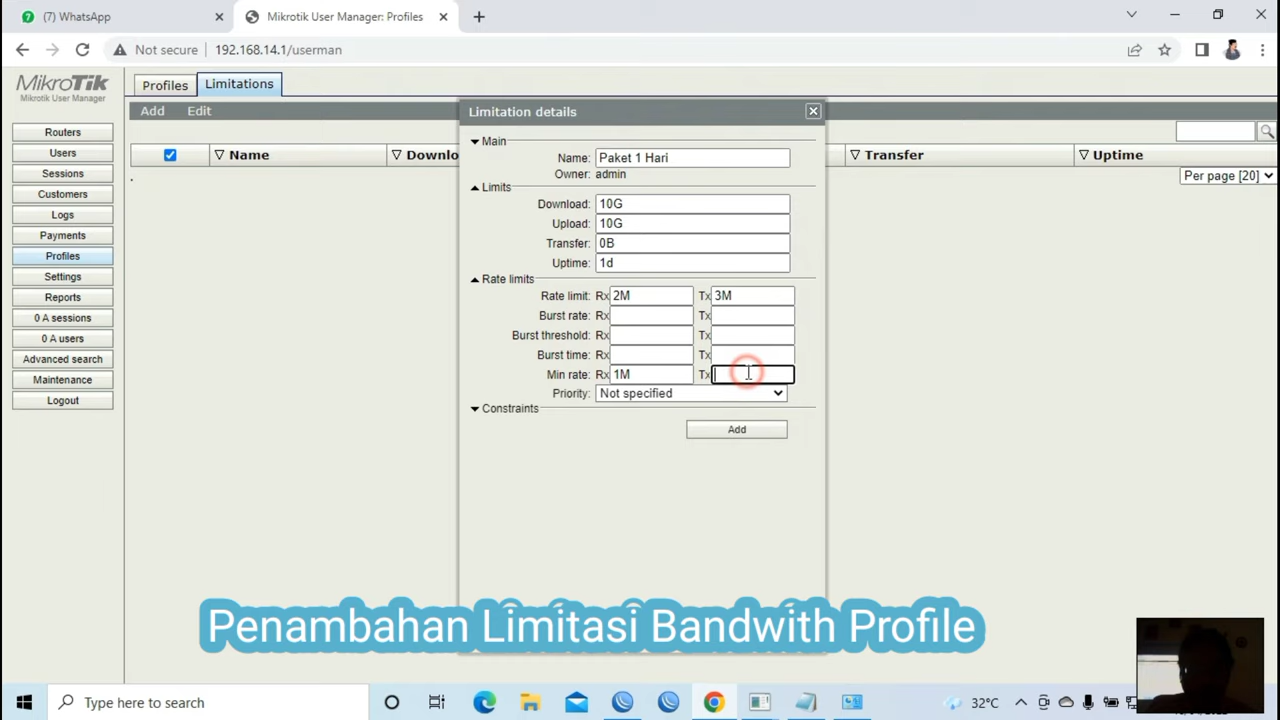 (7) WhatsApp
Mikrotik User Manager: Profiles
Not secure
192.168.14.1/userman
MikroTik
Mikrotik User Manager
Routers
Users
Sessions
Customers
Logs
Payments
Profiles
Settings
Reports
0 A sessions
0 A users
Advanced search
Maintenance
Logout
Profiles
Limitations
Add
Edit
Name
Downlo
Transfer
Uptime
Per page [20]
Limitation details
Main
Name: Paket 1 Hari
Owner: admin
Limits
Download: 10G
Upload: 10G
Transfer: 0B
Uptime: 1d
Rate limits
Rate limit: Rx 2M Tx 3M
Burst rate: Rx Tx
Burst threshold: Rx Tx
Burst time: Rx Tx
Min rate: Rx 1M Tx
Priority: Not specified
Constraints
Add
Penambahan Limitasi Bandwith Profile
Type here to search
32°C